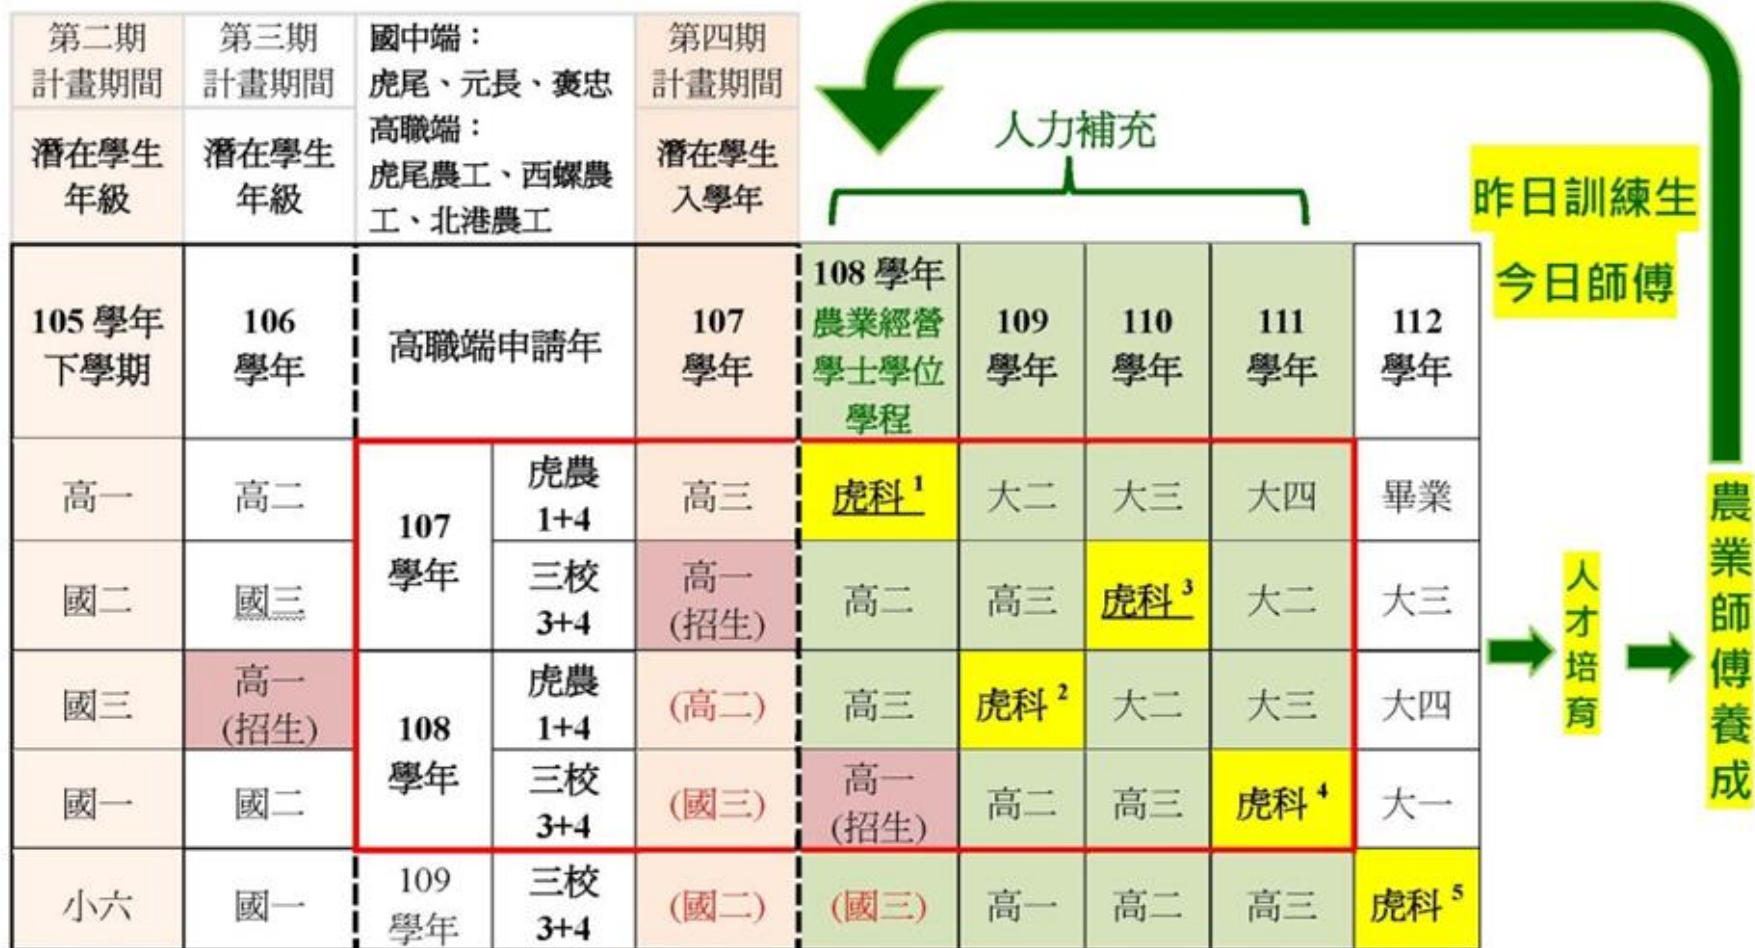 第二期
計畫期間
第三期
計畫期間
國中端：
虎尾、元長、褒忠
高職端：
虎尾農工、西螺農
工、北港農工
第四期
計畫期間
潛在學生
年級
潛在學生
年級
潛在學生
入學年
人力補充
昨日訓練生
今日師傅
105 學年
下學期
106
學年
高職端申請年
107
學年
108 學年
農業經營
學士學位
學程
109
學年
110
學年
111
學年
112
學年
高一
高二
107
學年
虎農
1+4
高三
虎科 1
大二
大三
大四
畢業
國二
國三
三校
3+4
高一
(招生)
高二
高三
虎科 3
大二
大三
國三
高一
(招生)
108
學年
虎農
1+4
(高二)
高三
虎科 2
大二
大三
大四
國一
國二
三校
3+4
(國三)
高一
(招生)
高二
高三
虎科 4
大一
小六
國一
109
學年
三校
3+4
(國二)
(國三)
高一
高二
高三
虎科 5
人才培育
農業師傅養成